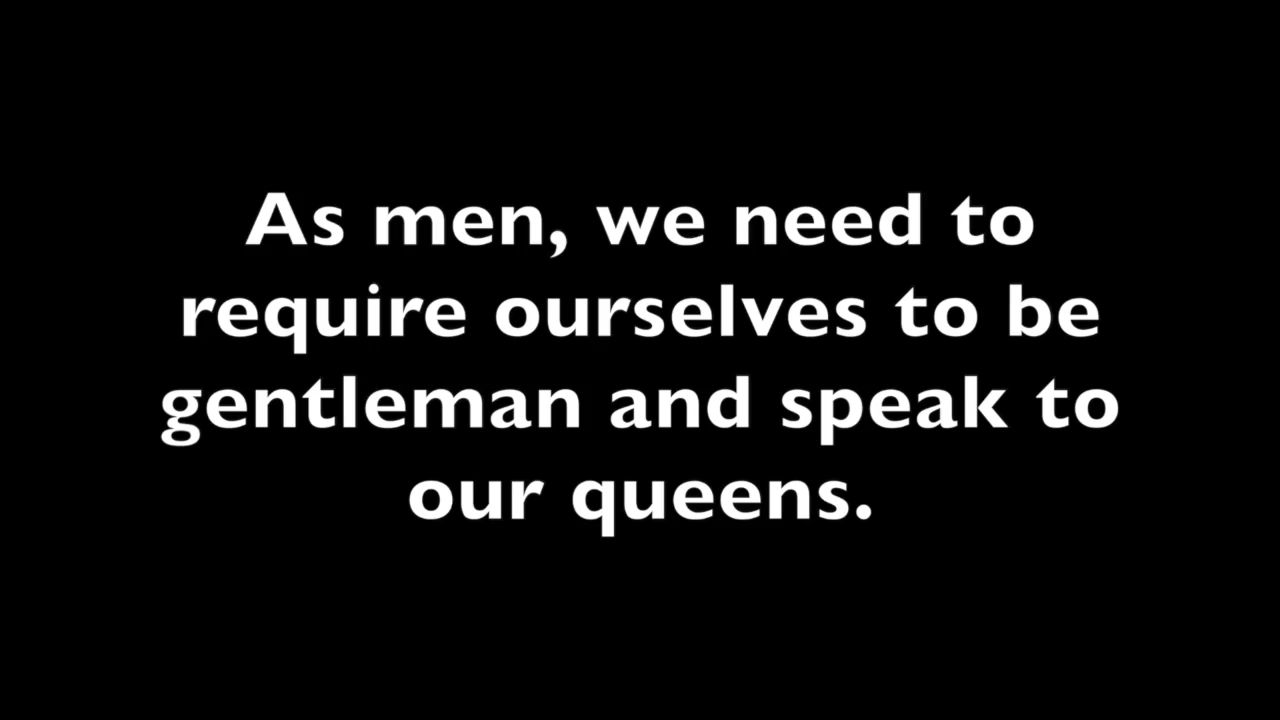 As men, we need to
require ourselves to be
gentleman and speak to
our queens.